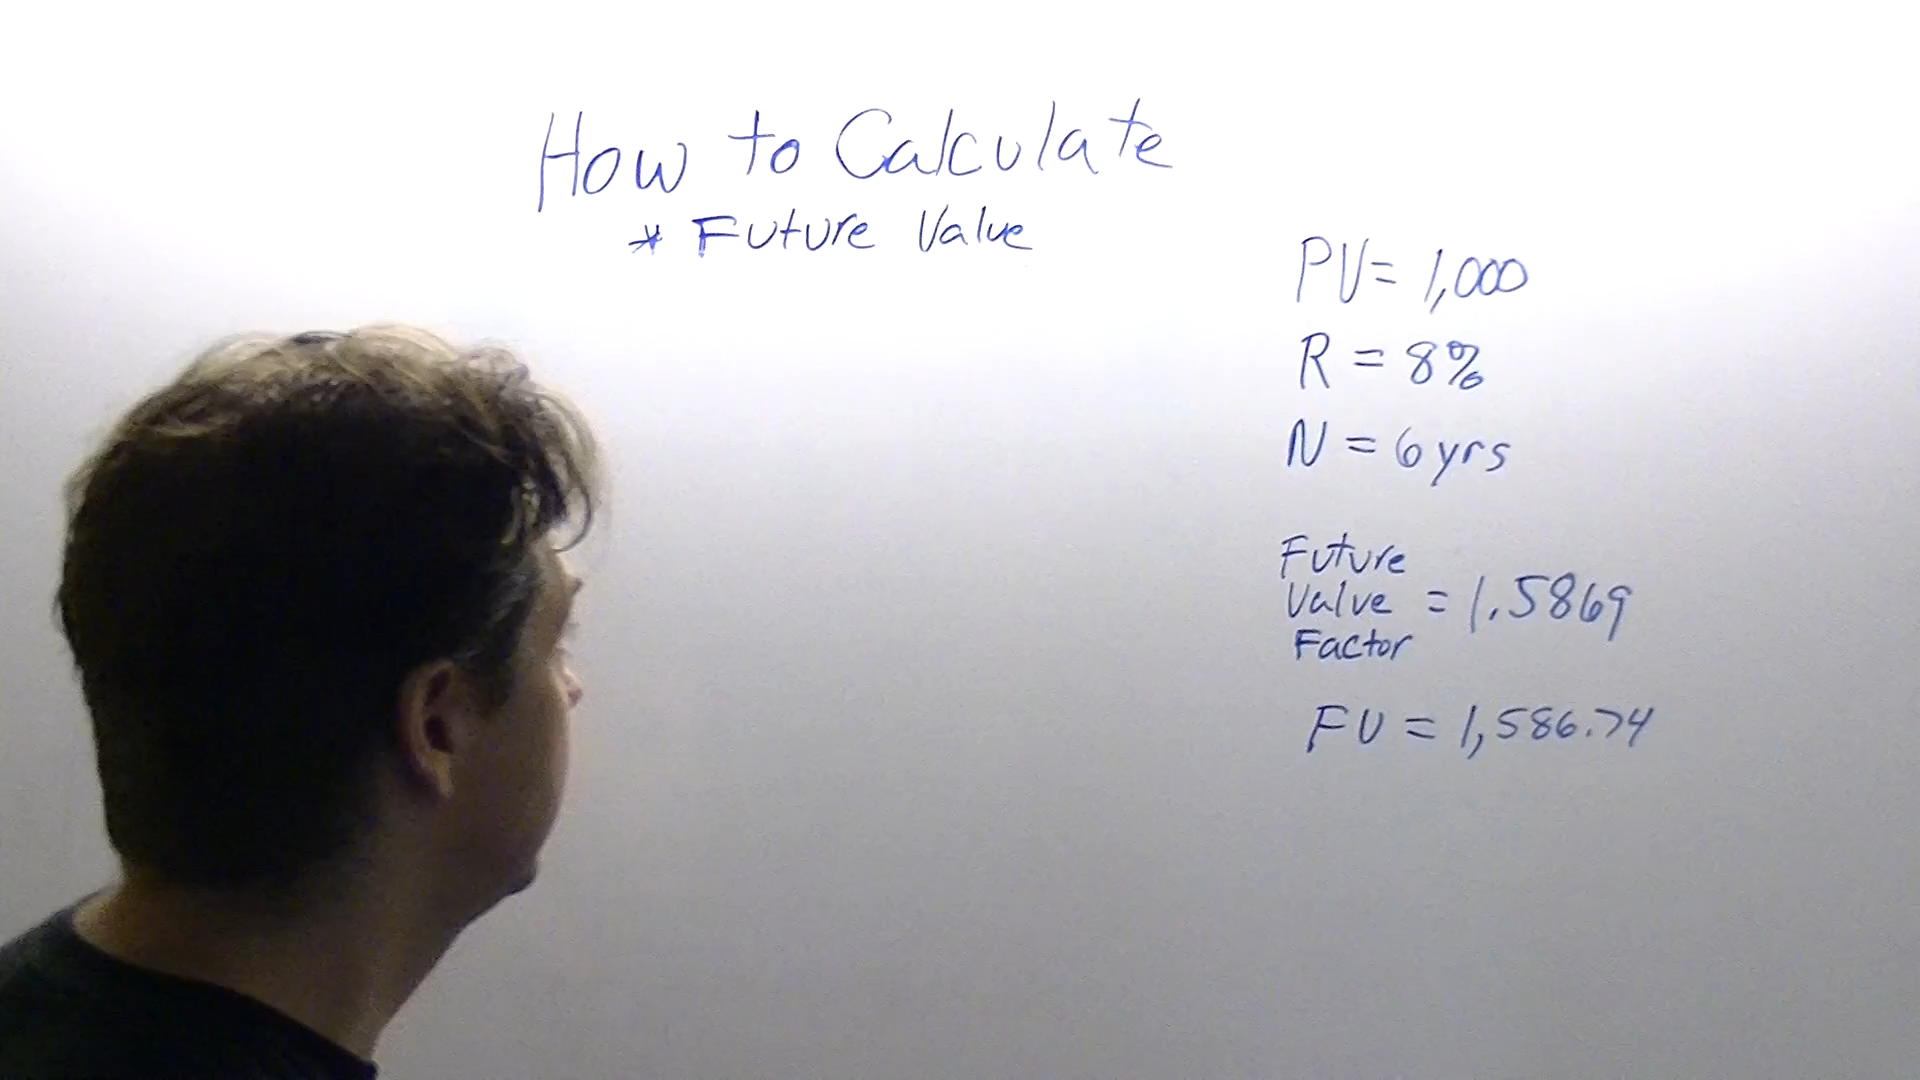 How to Calculate
* Future Value
PV = 1,000
R = 8%
N = 6 yrs
Future
Value = 1.5869
Factor
FV = 1,586.74